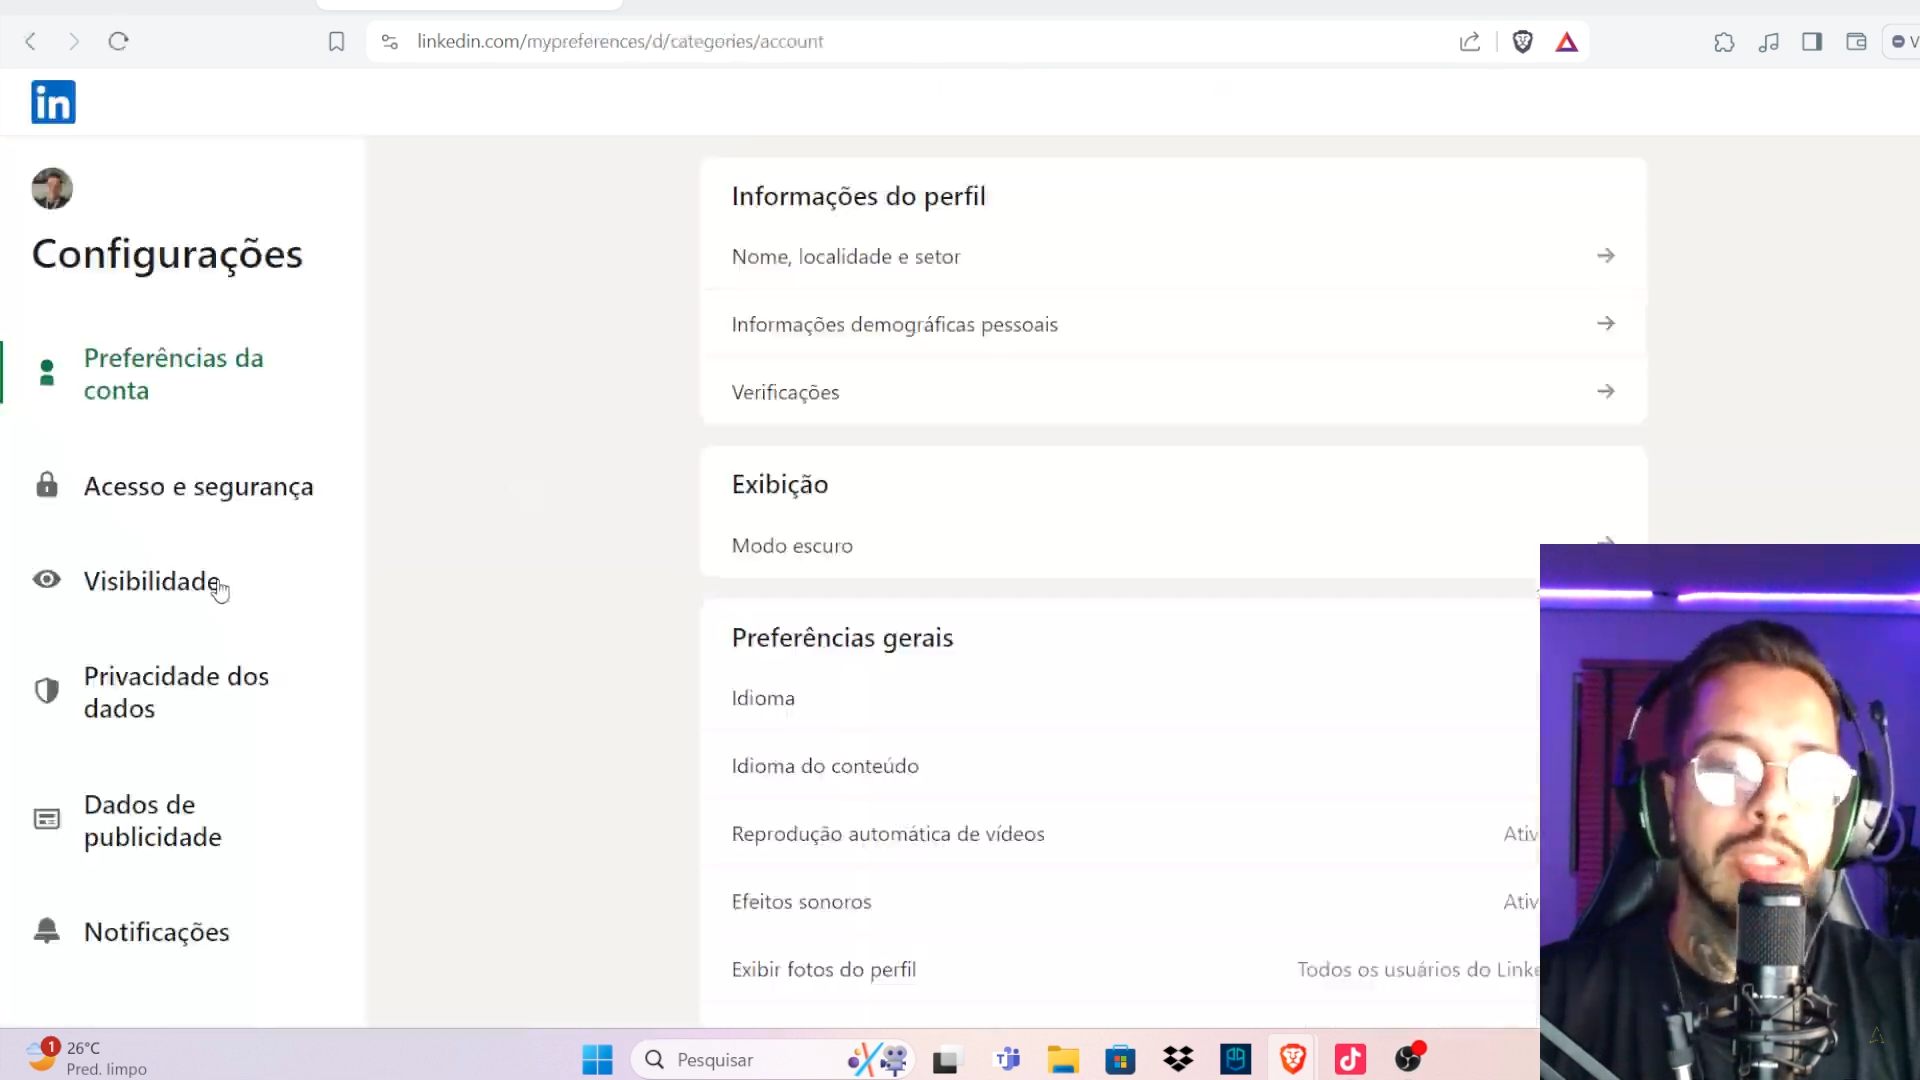 linkedin.com/mypreferences/d/categories/account
V
in
Configurações
Preferências da
conta
Acesso e segurança
Visibilidade
Privacidade dos
dados
Dados de
publicidade
Notificações
Informações do perfil
Nome, localidade e setor
Informações demográficas pessoais
Verificações
Exibição
Modo escuro
Preferências gerais
Idioma
Idioma do conteúdo
Reprodução automática de vídeos
Ativ
Efeitos sonoros
Ativ
Exibir fotos do perfil
Todos os usuários do Linke
1
26°C
Pred. limpo
Pesquisar